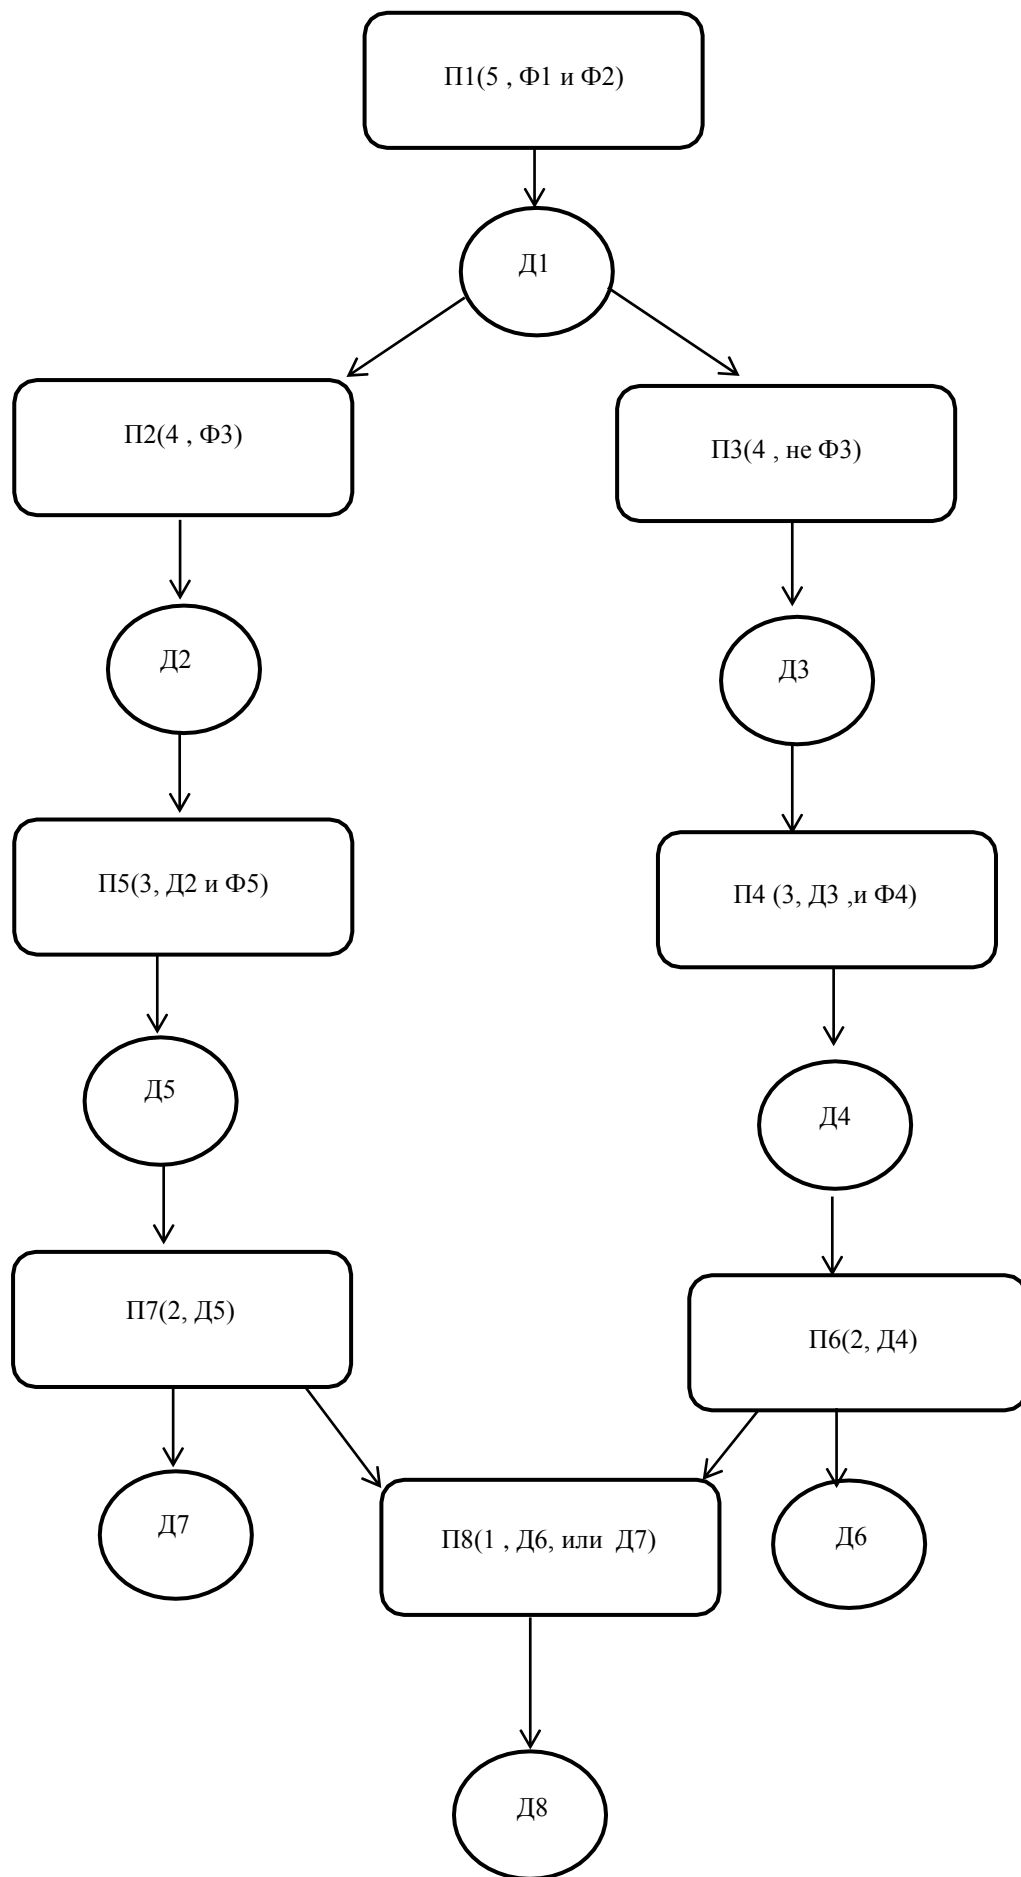 П1(5 , Ф1 и Ф2)
Д1
П2(4 , Ф3)
П3(4 , не Ф3)
Д2
Д3
П5(3, Д2 и Ф5)
П4 (3, Д3 ,и Ф4)
Д5
Д4
П7(2, Д5)
П6(2, Д4)
Д7
П8(1 , Д6, или Д7)
Д6
Д8